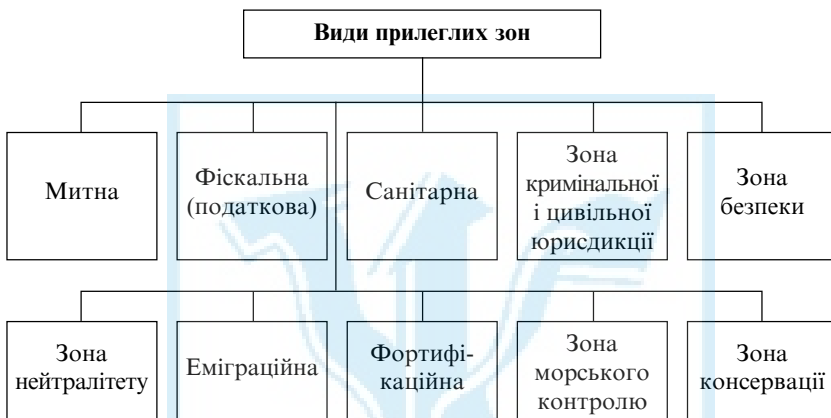 Види прилеглих зон
Митна
Фіскальна
(податкова)
Санітарна
Зона
кримінальної
і цивільної
юрисдикції
Зона
безпеки
Зона
нейтралітету
Еміграційна
Фортифі-
каційна
Зона
морського
контролю
Зона
консервації